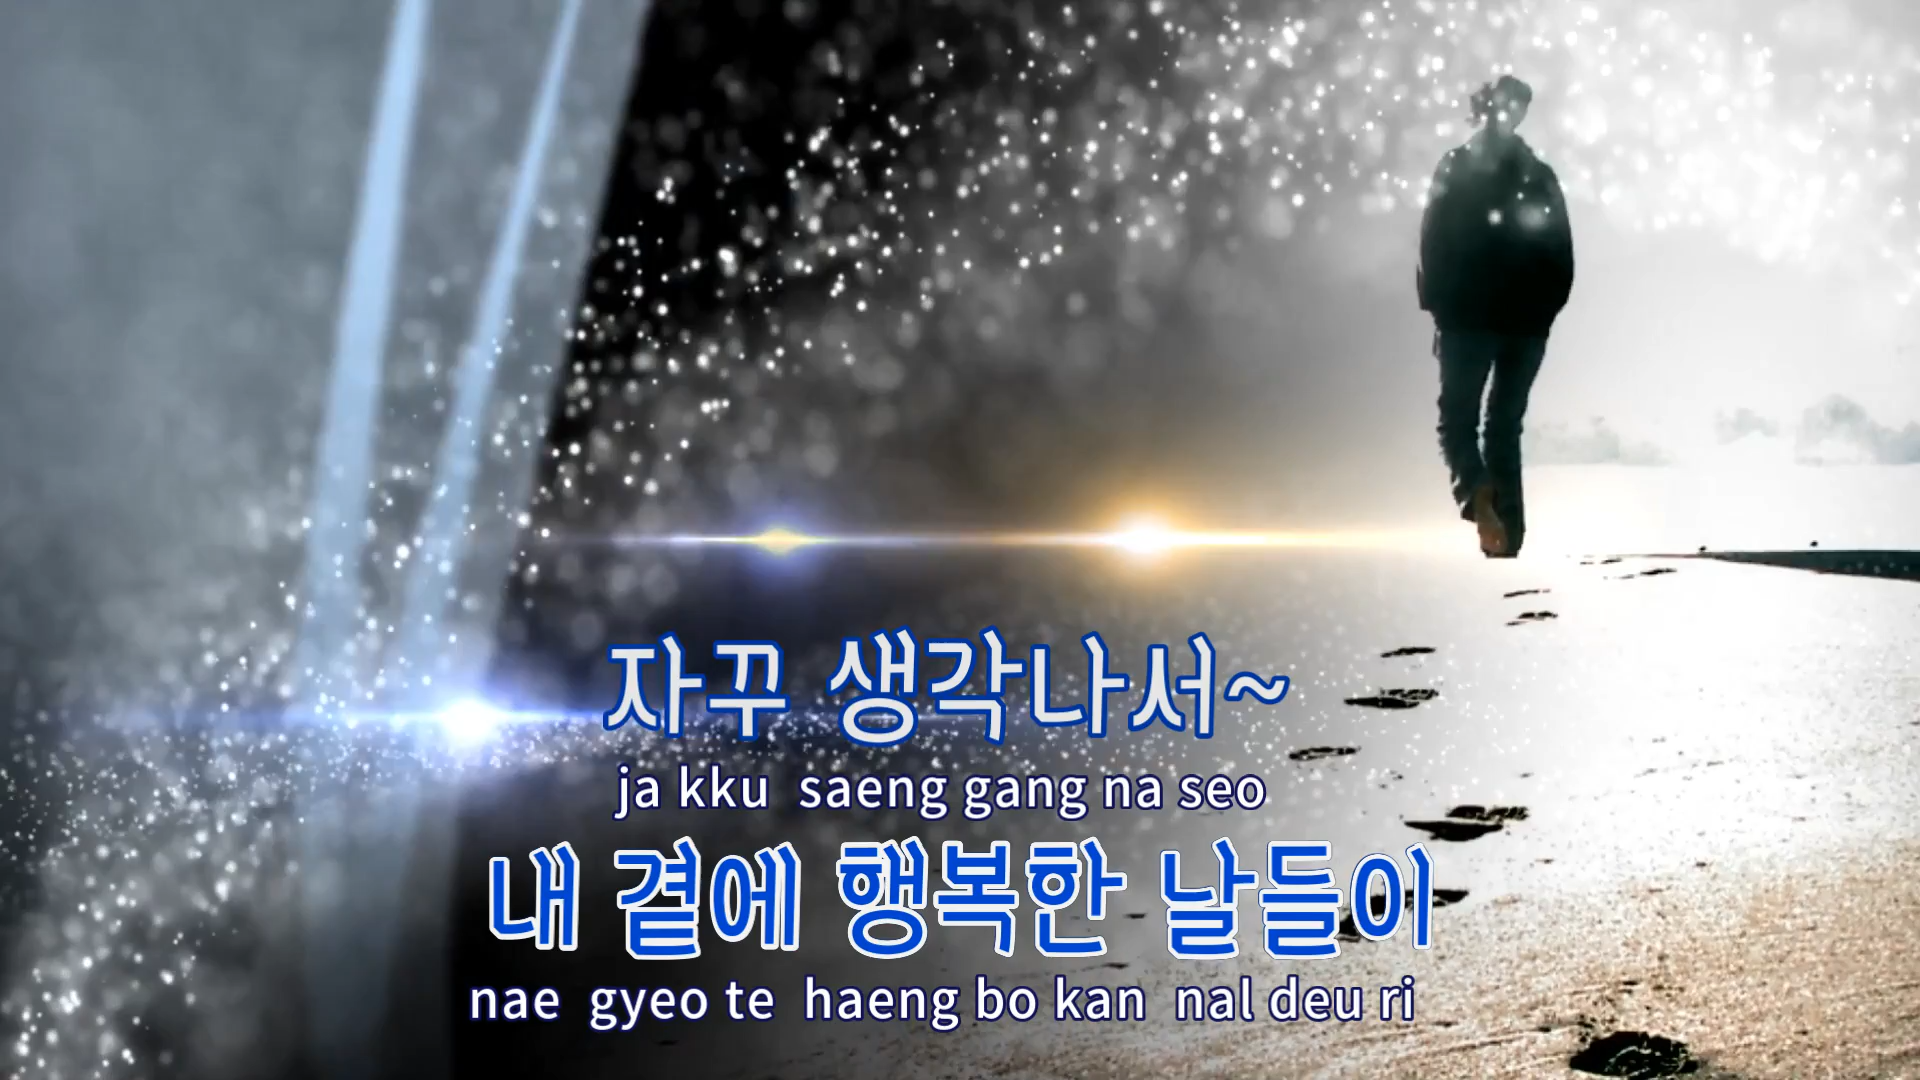 자꾸 생각나서~
ja kku saeng gang na seo
내 곁에 행복한 날들이
nae gyeo te haeng bo kan nal deu ri